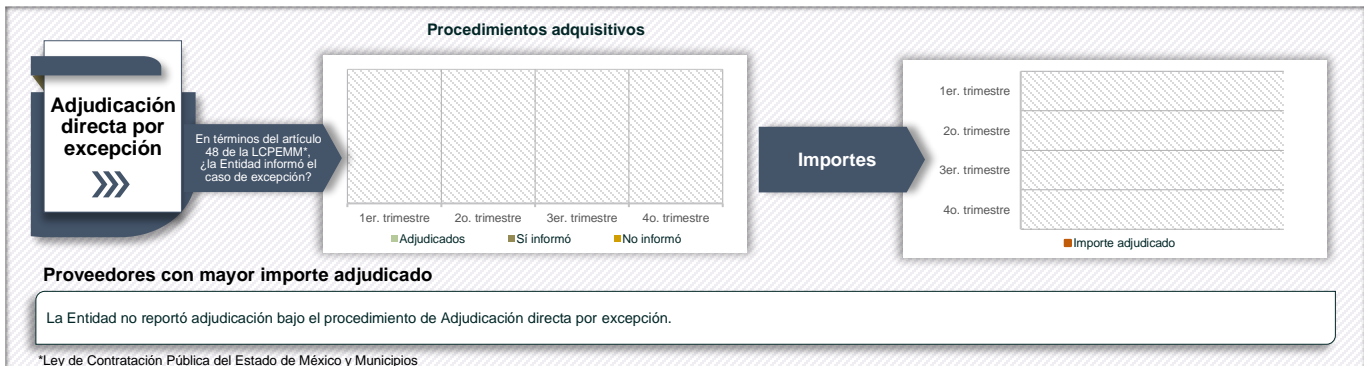 Procedimientos adquisitivos
Adjudicación
directa por
excepción
En términos del artículo
48 de la LCPEMM*,
¿la Entidad informó el
caso de excepción?
1er. trimestre 2o. trimestre 3er. trimestre 4o. trimestre
Adjudicados Sí informó No informó
Importes
1er. trimestre
2o. trimestre
3er. trimestre
4o. trimestre
Importe adjudicado
Proveedores con mayor importe adjudicado
La Entidad no reportó adjudicación bajo el procedimiento de Adjudicación directa por excepción.
*Ley de Contratación Pública del Estado de México y Municipios